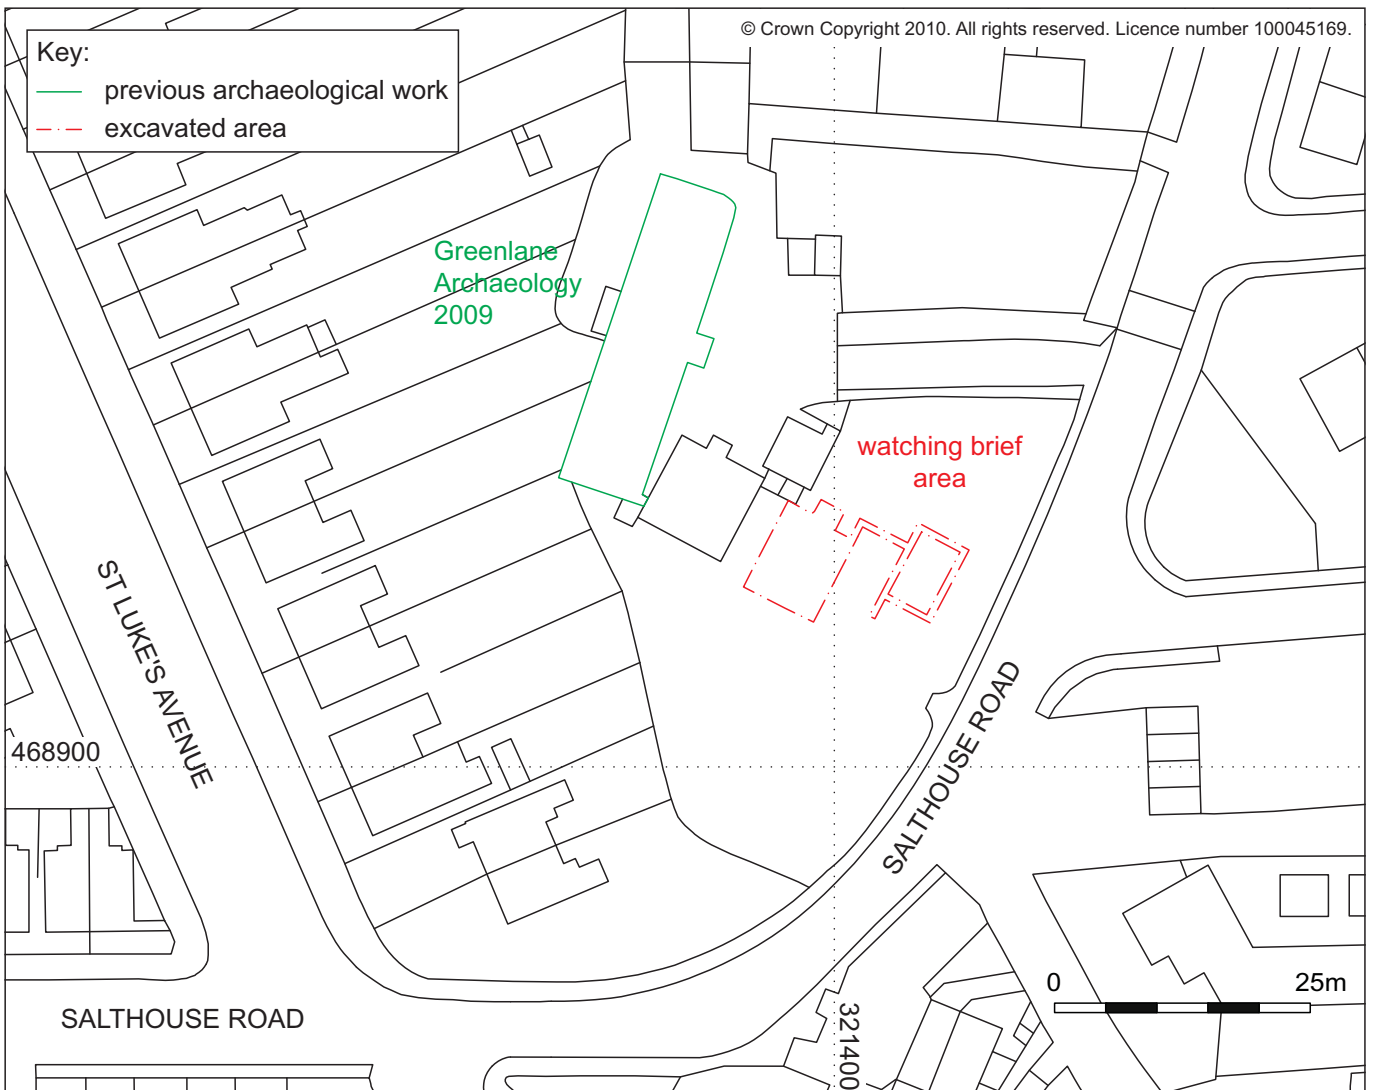 © Crown Copyright 2010. All rights reserved. Licence number 100045169.
Key:
previous archaeological work
excavated area
Greenlane
Archaeology
2009
watching brief
area
ST LUKE'S AVENUE
SALTHOUSE ROAD
468900
0 25m
SALTHOUSE ROAD
321400